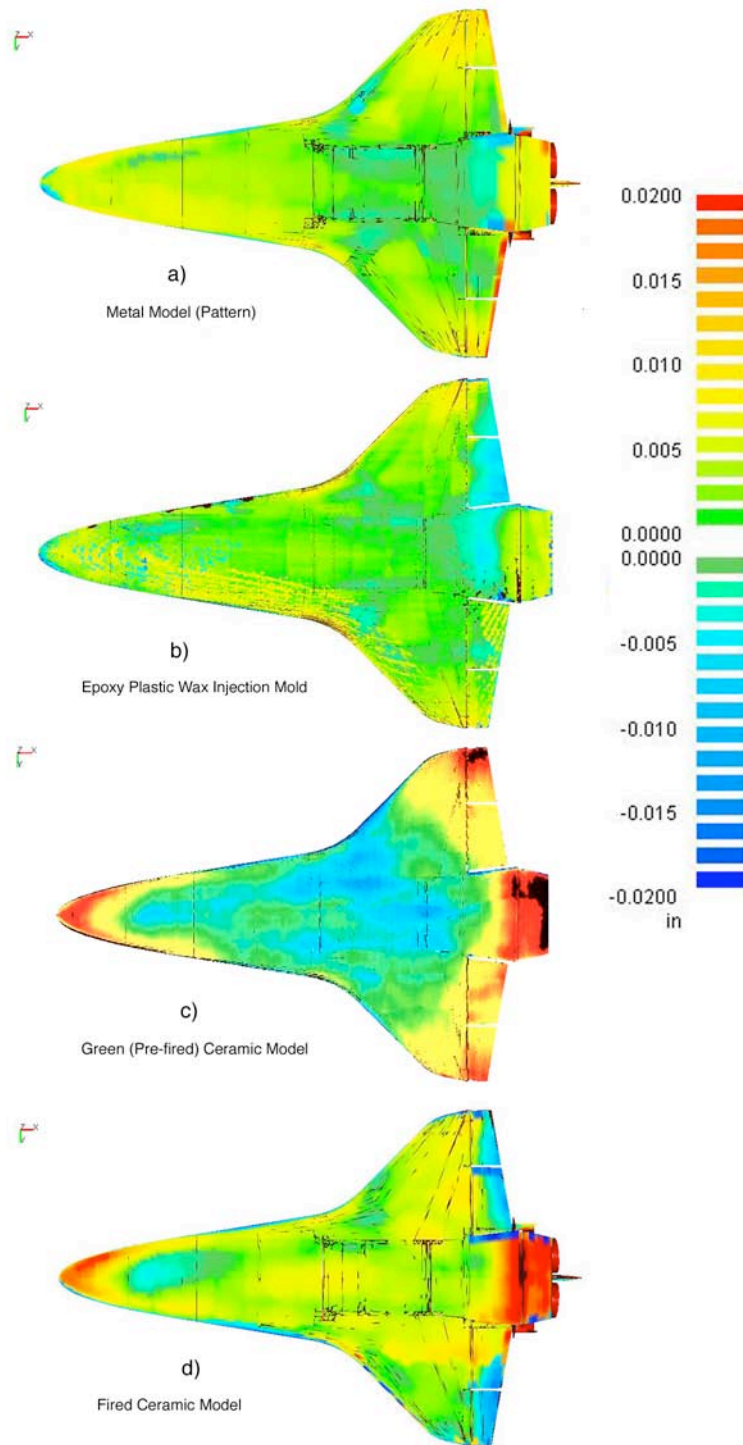 a)
Metal Model (Pattern)
b)
Epoxy Plastic Wax Injection Mold
c)
Green (Pre-fired) Ceramic Model
d)
Fired Ceramic Model
0.0200
0.015
0.010
0.005
0.0000
0.0000
-0.005
-0.010
-0.015
-0.0200
in